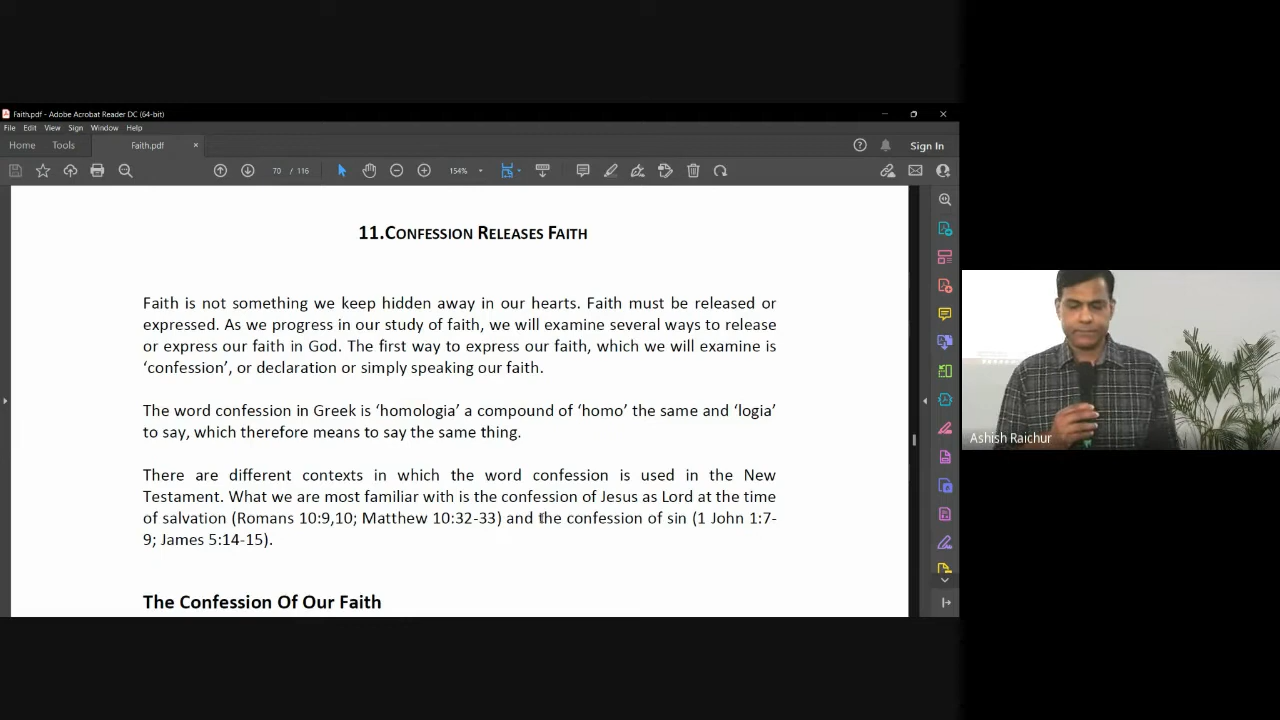 Faith.pdf - Adobe Acrobat Reader DC (64-bit)
File Edit View Sign Window Help
Home Tools Faith.pdf × Sign In
70 / 116 154%
11.CONFESSION RELEASES FAITH
Faith is not something we keep hidden away in our hearts. Faith must be released or
expressed. As we progress in our study of faith, we will examine several ways to release
or express our faith in God. The first way to express our faith, which we will examine is
‘confession’, or declaration or simply speaking our faith.
The word confession in Greek is ‘homologia’ a compound of ‘homo’ the same and ‘logia’
to say, which therefore means to say the same thing.
There are different contexts in which the word confession is used in the New
Testament. What we are most familiar with is the confession of Jesus as Lord at the time
of salvation (Romans 10:9,10; Matthew 10:32-33) and the confession of sin (1 John 1:7-
9; James 5:14-15).
The Confession Of Our Faith
Ashish Raichur